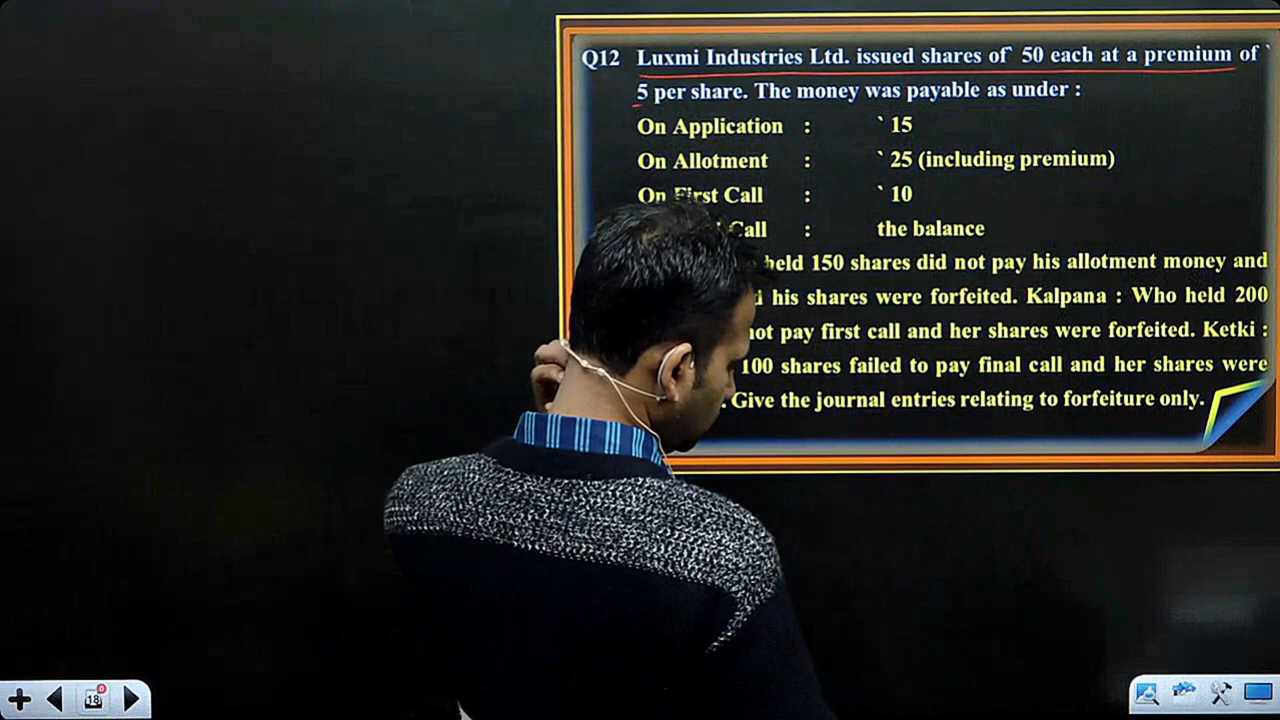 Q12 Luxmi Industries Ltd. issued shares of` 50 each at a premium of `
5 per share. The money was payable as under :
On Application : ` 15
On Allotment : ` 25 (including premium)
On First Call : ` 10
Call : the balance
held 150 shares did not pay his allotment money and
his shares were forfeited. Kalpana : Who held 200
not pay first call and her shares were forfeited. Ketki :
100 shares failed to pay final call and her shares were
. Give the journal entries relating to forfeiture only.
18
0